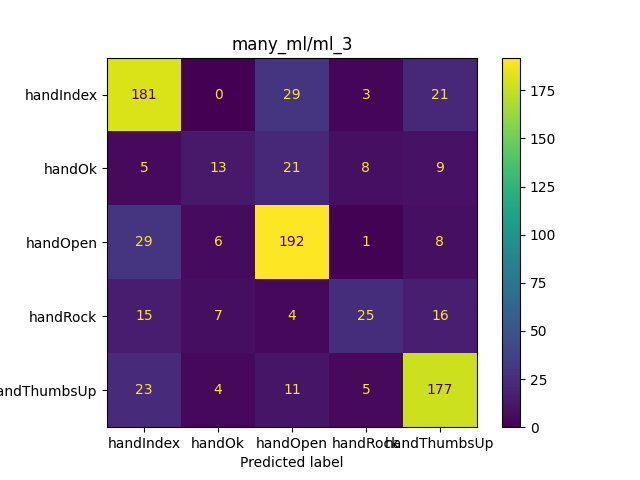 many_ml/ml_3
handIndex 181 0 29 3 21
handOk 5 13 21 8 9
handOpen 29 6 192 1 8
handRock 15 7 4 25 16
andThumbsUp 23 4 11 5 177
handIndex handOk handOpen handRock handThumbsUp
Predicted label
175
150
125
100
75
50
25
0